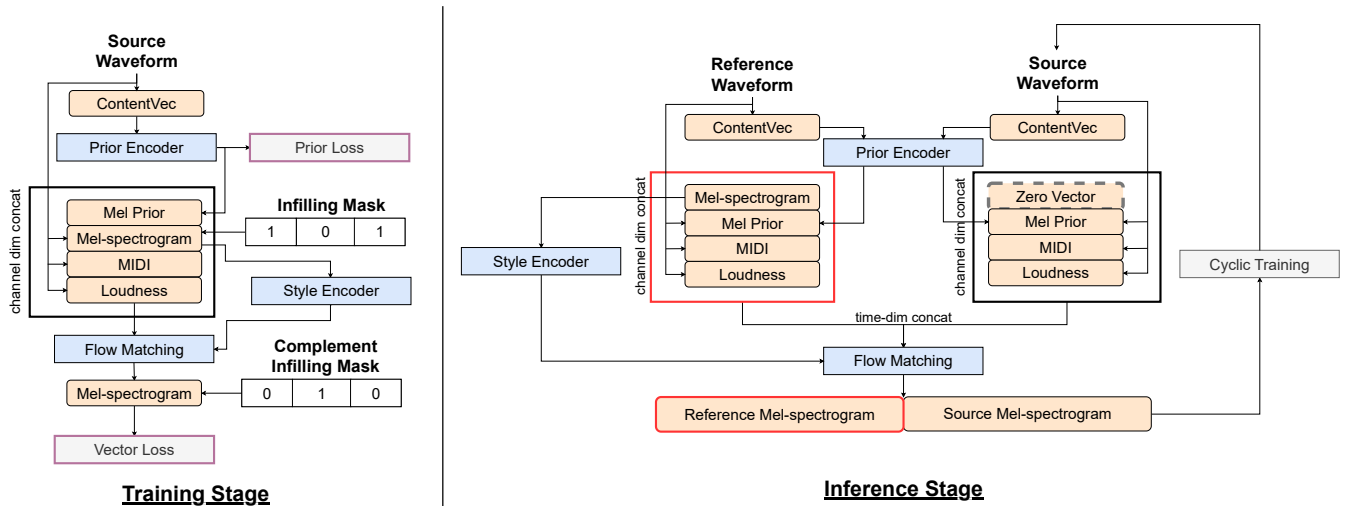 Source
Waveform
ContentVec
Prior Encoder
Prior Loss
channel dim concat
Mel Prior
Mel-spectrogram
MIDI
Loudness
Infilling Mask
1 0 1
Style Encoder
Flow Matching
Complement
Infilling Mask
Mel-spectrogram
0 1 0
Vector Loss
Training Stage
Reference
Waveform
Source
Waveform
ContentVec
ContentVec
Prior Encoder
channel dim concat
Mel-spectrogram
Mel Prior
MIDI
Loudness
channel dim concat
Zero Vector
Mel Prior
MIDI
Loudness
Style Encoder
Cyclic Training
time-dim concat
Flow Matching
Reference Mel-spectrogram
Source Mel-spectrogram
Inference Stage